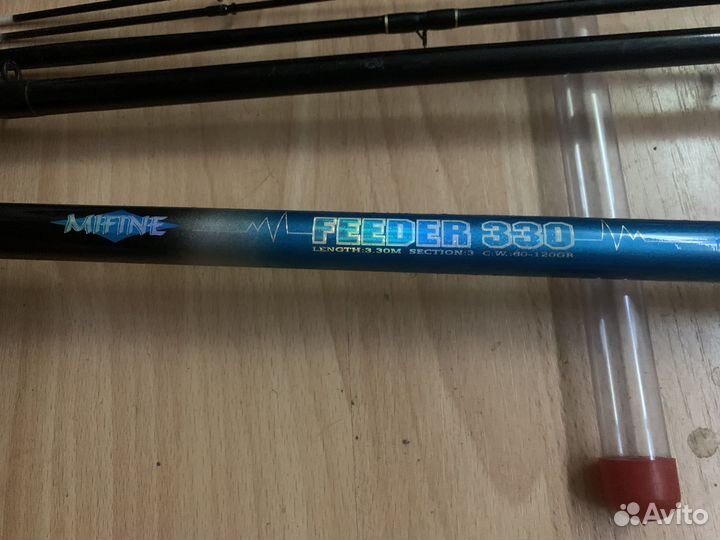 MIFINE
FEEDER 330
LENGTH:3.30M SECTION:3 C.W.:60-120GR
Avito